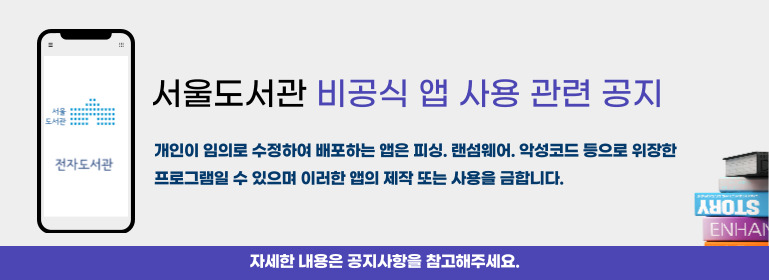 서울도서관 비공식 앱 사용 관련 공지
서울
도서관
전자도서관
개인이 임의로 수정하여 배포하는 앱은 피싱. 랜섬웨어. 악성코드 등으로 위장한
프로그램일 수 있으며 이러한 앱의 제작 또는 사용을 금합니다.
STORY
ENHAN
자세한 내용은 공지사항을 참고해주세요.